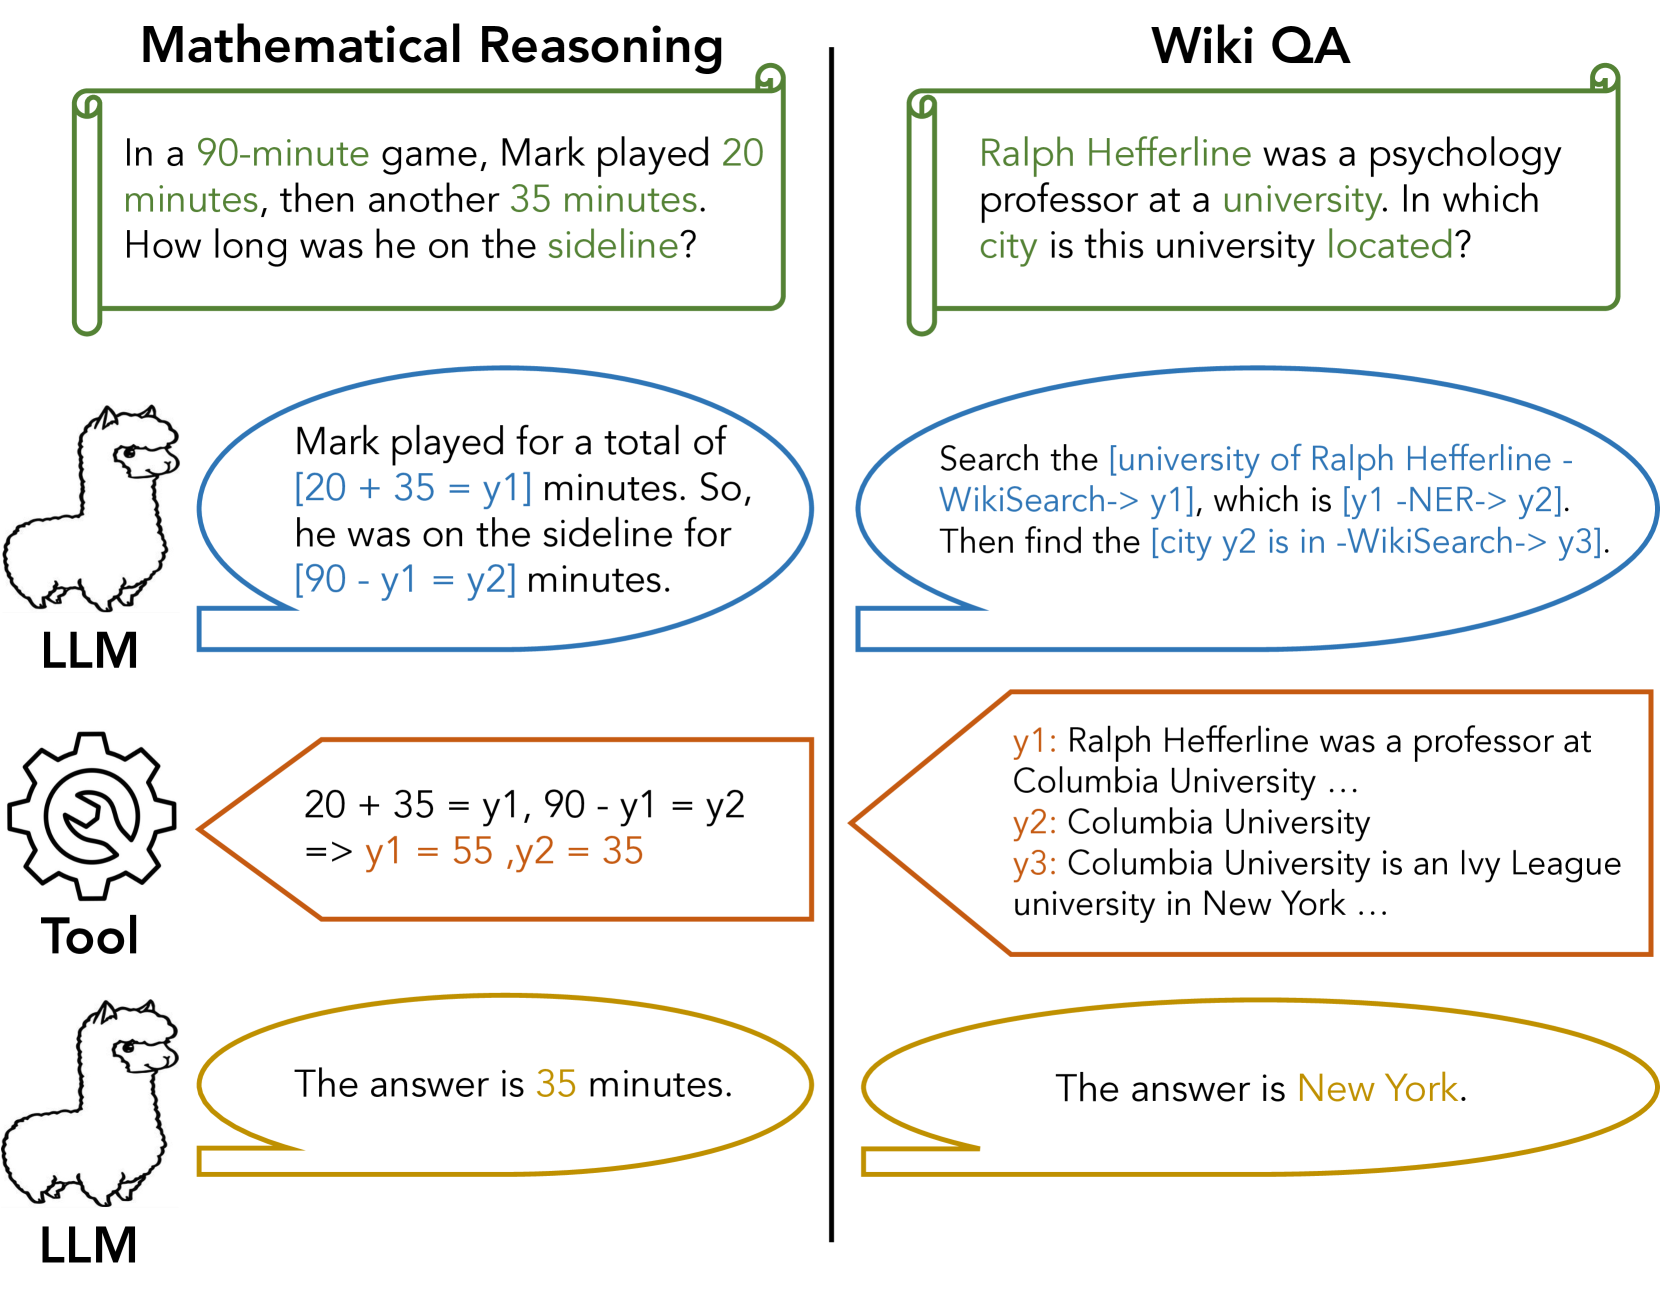 Mathematical Reasoning
In a 90-minute game, Mark played 20
minutes, then another 35 minutes.
How long was he on the sideline?
LLM
Mark played for a total of
[20 + 35 = y1] minutes. So,
he was on the sideline for
[90 - y1 = y2] minutes.
Tool
20 + 35 = y1, 90 - y1 = y2
=> y1 = 55 ,y2 = 35
LLM
The answer is 35 minutes.
Wiki QA
Ralph Hefferline was a psychology
professor at a university. In which
city is this university located?
Search the [university of Ralph Hefferline -
WikiSearch-> y1], which is [y1 -NER-> y2].
Then find the [city y2 is in -WikiSearch-> y3].
y1: Ralph Hefferline was a professor at
Columbia University …
y2: Columbia University
y3: Columbia University is an Ivy League
university in New York …
The answer is New York.